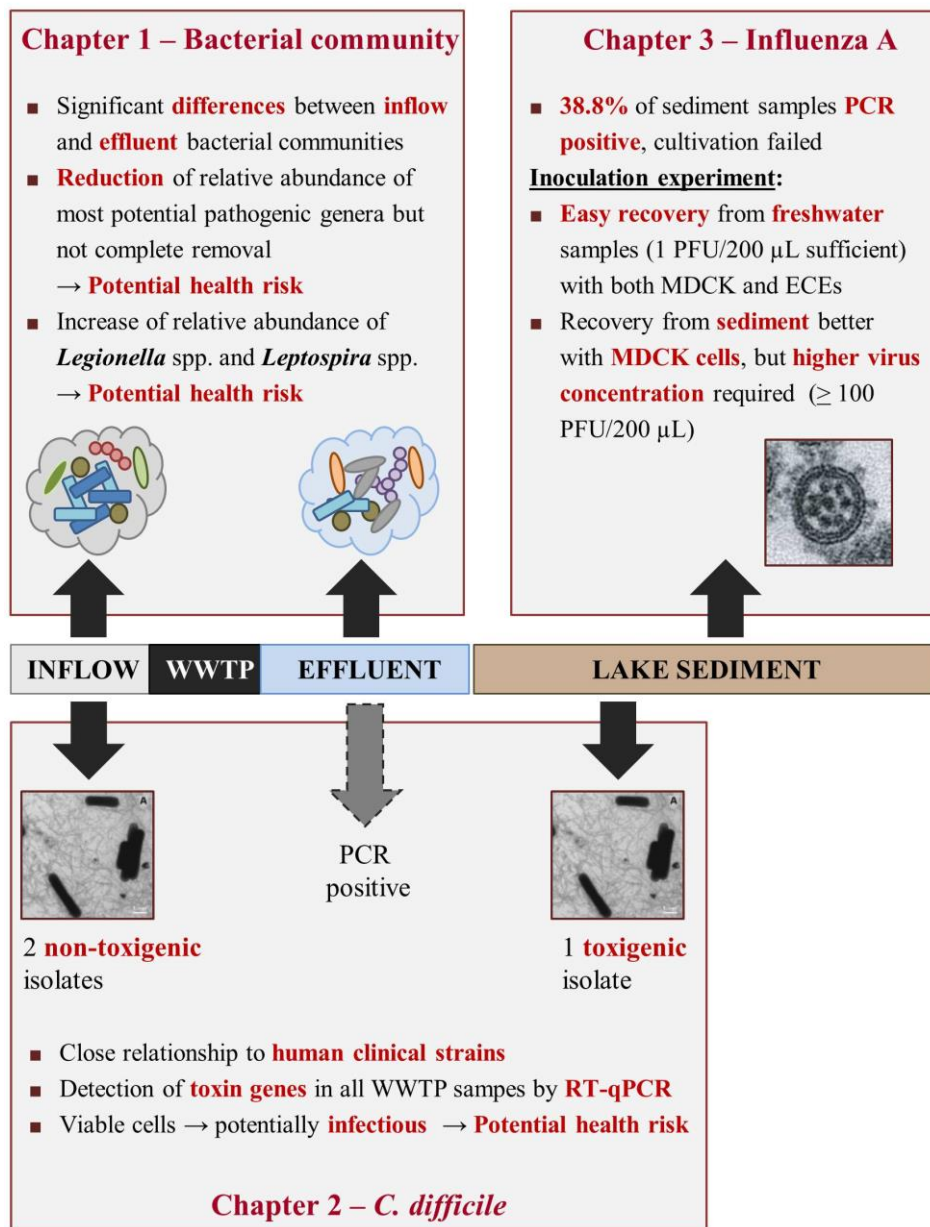 Chapter 1 – Bacterial community
■ Significant differences between inflow
and effluent bacterial communities
■ Reduction of relative abundance of
most potential pathogenic genera but
not complete removal
→ Potential health risk
■ Increase of relative abundance of
Legionella spp. and Leptospira spp.
→ Potential health risk
Chapter 3 – Influenza A
■ 38.8% of sediment samples PCR
positive, cultivation failed
Inoculation experiment:
■ Easy recovery from freshwater
samples (1 PFU/200 µL sufficient)
with both MDCK and ECEs
■ Recovery from sediment better
with MDCK cells, but higher virus
concentration required (≥ 100
PFU/200 µL)
INFLOW WWTP EFFLUENT LAKE SEDIMENT
A
A
PCR
positive
2 non-toxigenic
isolates
1 toxigenic
isolate
■ Close relationship to human clinical strains
■ Detection of toxin genes in all WWTP sampes by RT-qPCR
■ Viable cells → potentially infectious → Potential health risk
Chapter 2 – C. difficile